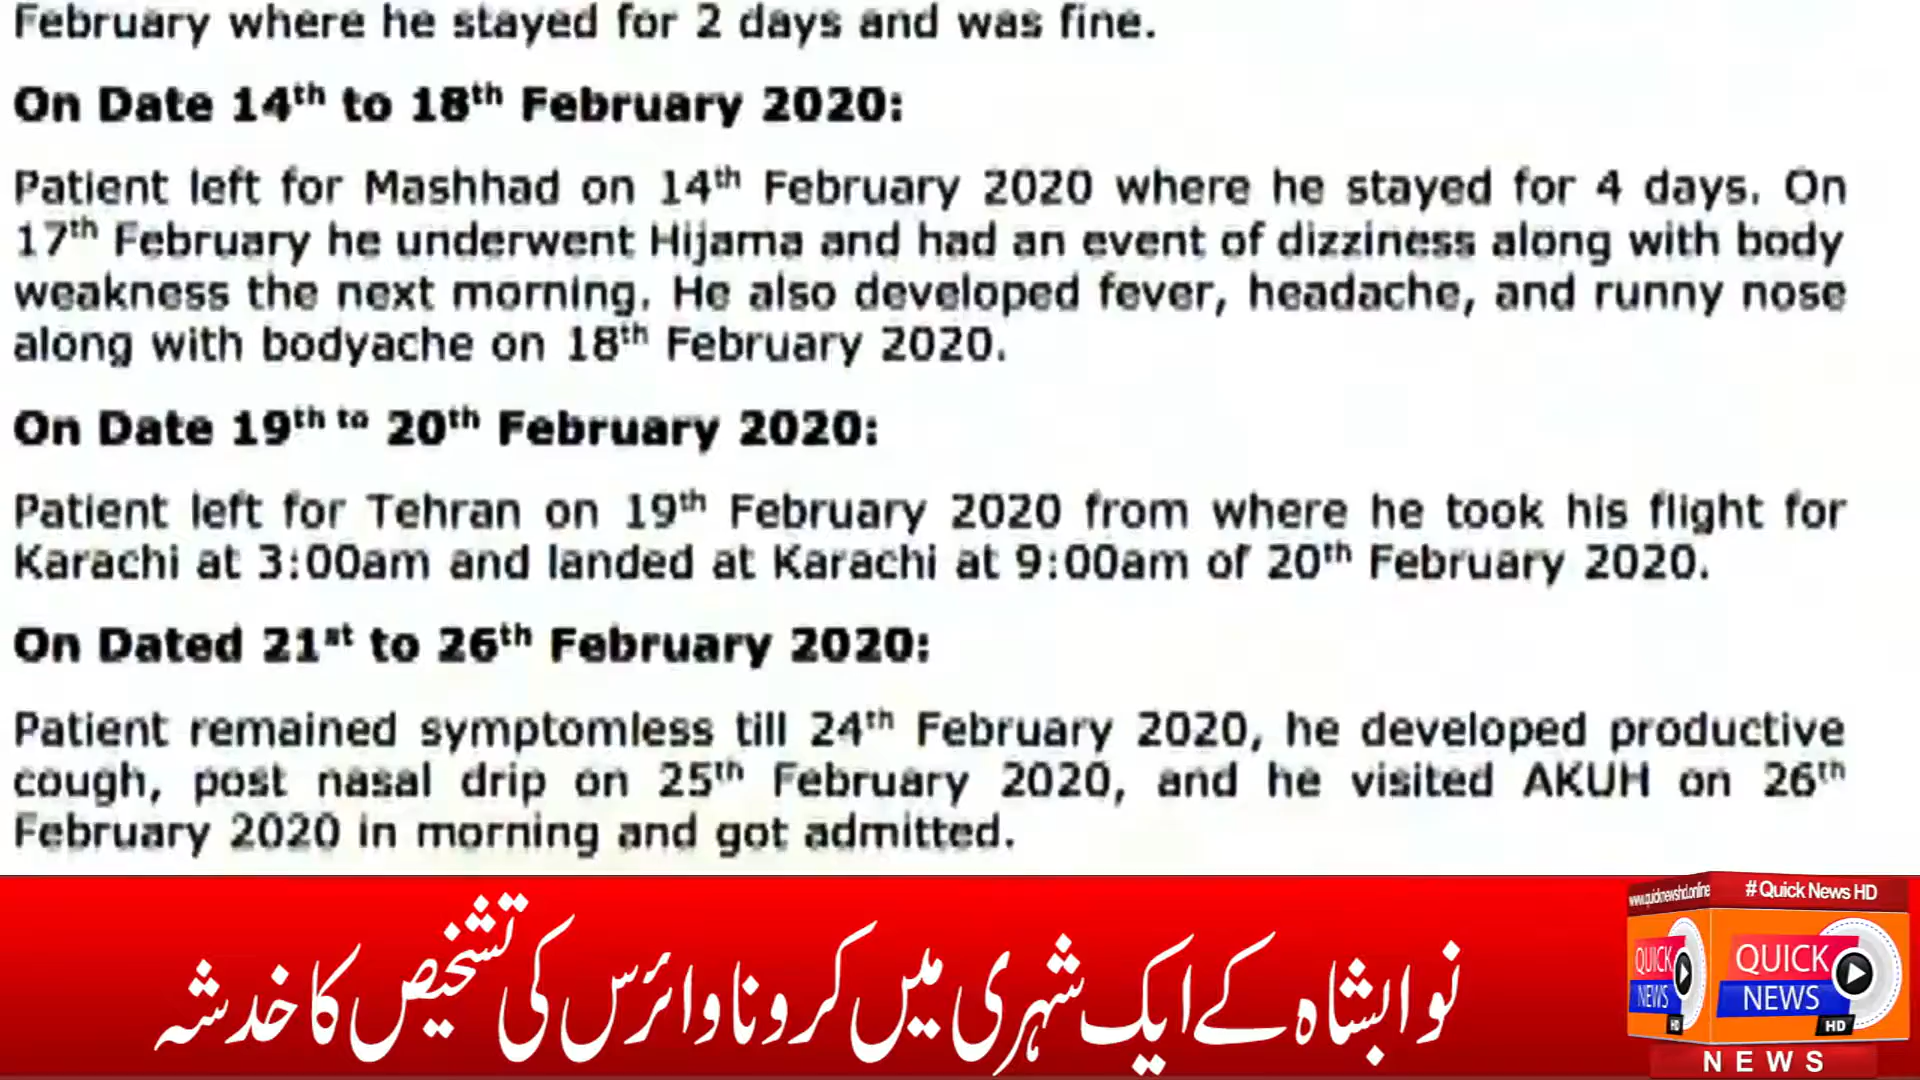 February where he stayed for 2 days and was fine.
On Date 14th to 18th February 2020:
Patient left for Mashhad on 14th February 2020 where he stayed for 4 days. On
17th February he underwent Hijama and had an event of dizziness along with body
weakness the next morning. He also developed fever, headache, and runny nose
along with bodyache on 18th February 2020.
On Date 19th to 20th February 2020:
Patient left for Tehran on 19th February 2020 from where he took his flight for
Karachi at 3:00am and landed at Karachi at 9:00am of 20th February 2020.
On Dated 21st to 26th February 2020:
Patient remained symptomless till 24th February 2020, he developed productive
cough, post nasal drip on 25th February 2020, and he visited AKUH on 26th
February 2020 in morning and got admitted.
نوابشاہ کے ایک شہری میں کرونا وائرس کی تشخیص کا خدشہ
www.quicknewshd.online
#Quick News HD
QUICK
NEWS
HD
QUICK
NEWS
HD
NEWS